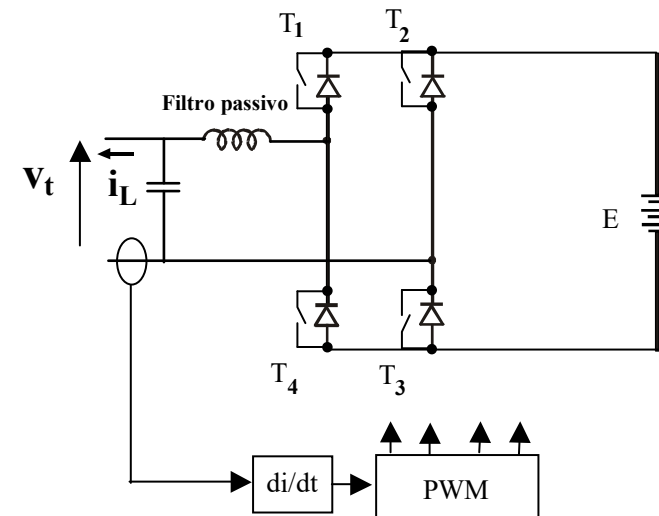 T1 T2
Filtro passivo
vt
iL
E
T4 T3
di/dt
PWM